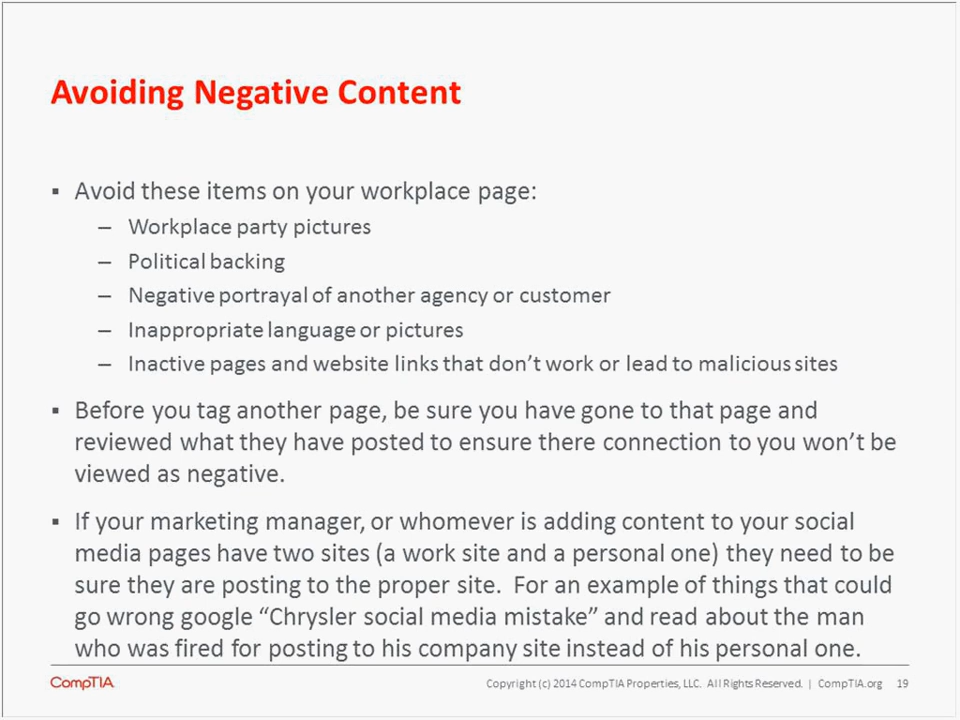 Avoiding Negative Content
▪ Avoid these items on your workplace page:
– Workplace party pictures
– Political backing
– Negative portrayal of another agency or customer
– Inappropriate language or pictures
– Inactive pages and website links that don’t work or lead to malicious sites
▪ Before you tag another page, be sure you have gone to that page and
reviewed what they have posted to ensure there connection to you won’t be
viewed as negative.
▪ If your marketing manager, or whomever is adding content to your social
media pages have two sites (a work site and a personal one) they need to be
sure they are posting to the proper site. For an example of things that could
go wrong google “Chrysler social media mistake” and read about the man
who was fired for posting to his company site instead of his personal one.
CompTIA
Copyright (c) 2014 CompTIA Properties, LLC. All Rights Reserved. | CompTIA.org 19